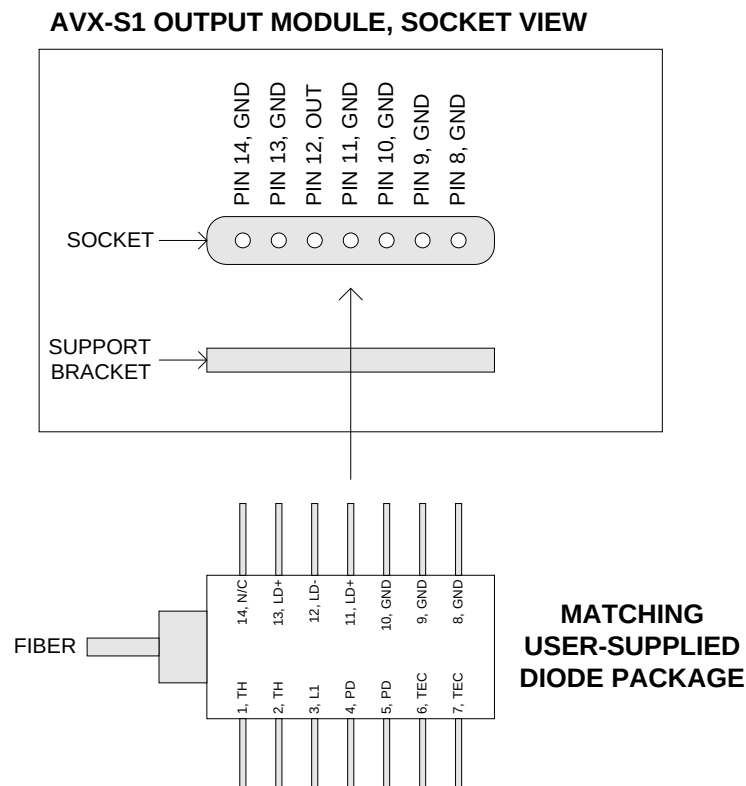 AVX-S1 OUTPUT MODULE, SOCKET VIEW
PIN 14, GND
PIN 13, GND
PIN 12, OUT
PIN 11, GND
PIN 10, GND
PIN 9, GND
PIN 8, GND
SOCKET
SUPPORT
BRACKET
14, N/C
13, LD+
12, LD-
11, LD+
10, GND
9, GND
8, GND
FIBER
MATCHING
USER-SUPPLIED
DIODE PACKAGE
1, TH
2, TH
3, L1
4, PD
5, PD
6, TEC
7, TEC